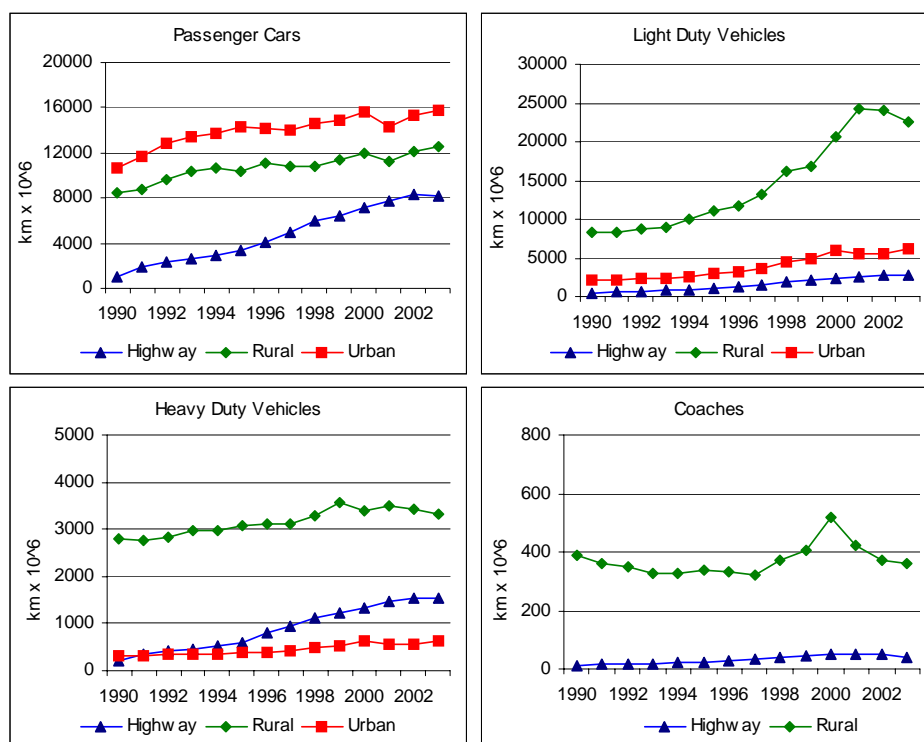 Passenger Cars
km x 10^6
20000
16000
12000
8000
4000
0
1990 1992 1994 1996 1998 2000 2002
Highway Rural Urban
Light Duty Vehicles
km x 10^6
30000
25000
20000
15000
10000
5000
0
1990 1992 1994 1996 1998 2000 2002
Highway Rural Urban
Heavy Duty Vehicles
km x 10^6
5000
4000
3000
2000
1000
0
1990 1992 1994 1996 1998 2000 2002
Highway Rural Urban
Coaches
km x 10^6
800
600
400
200
0
1990 1992 1994 1996 1998 2000 2002
Highway Rural